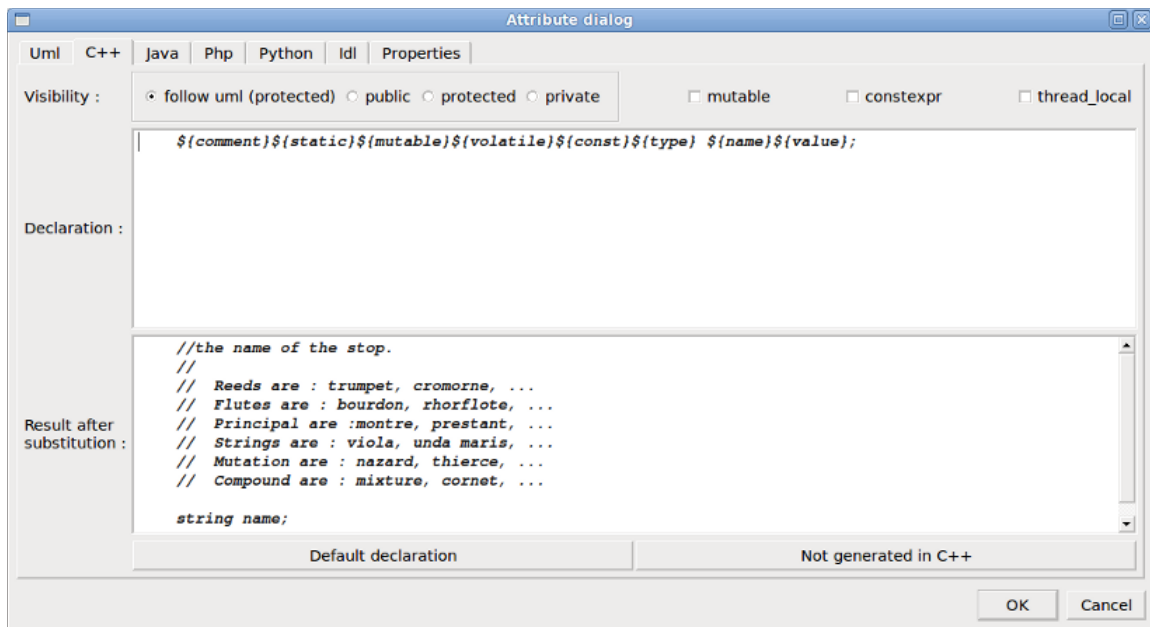 Attribute dialog
Uml C++ Java Php Python Idl Properties
Visibility : follow uml (protected) public protected private mutable constexpr thread_local
Declaration :
${comment}${static}${mutable}${volatile}${const}${type} ${name}${value};
Result after
substitution :
//the name of the stop.
//
// Reeds are : trumpet, cromorne, ...
// Flutes are : bourdon, rhorflote, ...
// Principal are :montre, prestant, ...
// Strings are : viola, unda maris, ...
// Mutation are : nazard, thierce, ...
// Compound are : mixture, cornet, ...
string name;
Default declaration Not generated in C++
OK Cancel